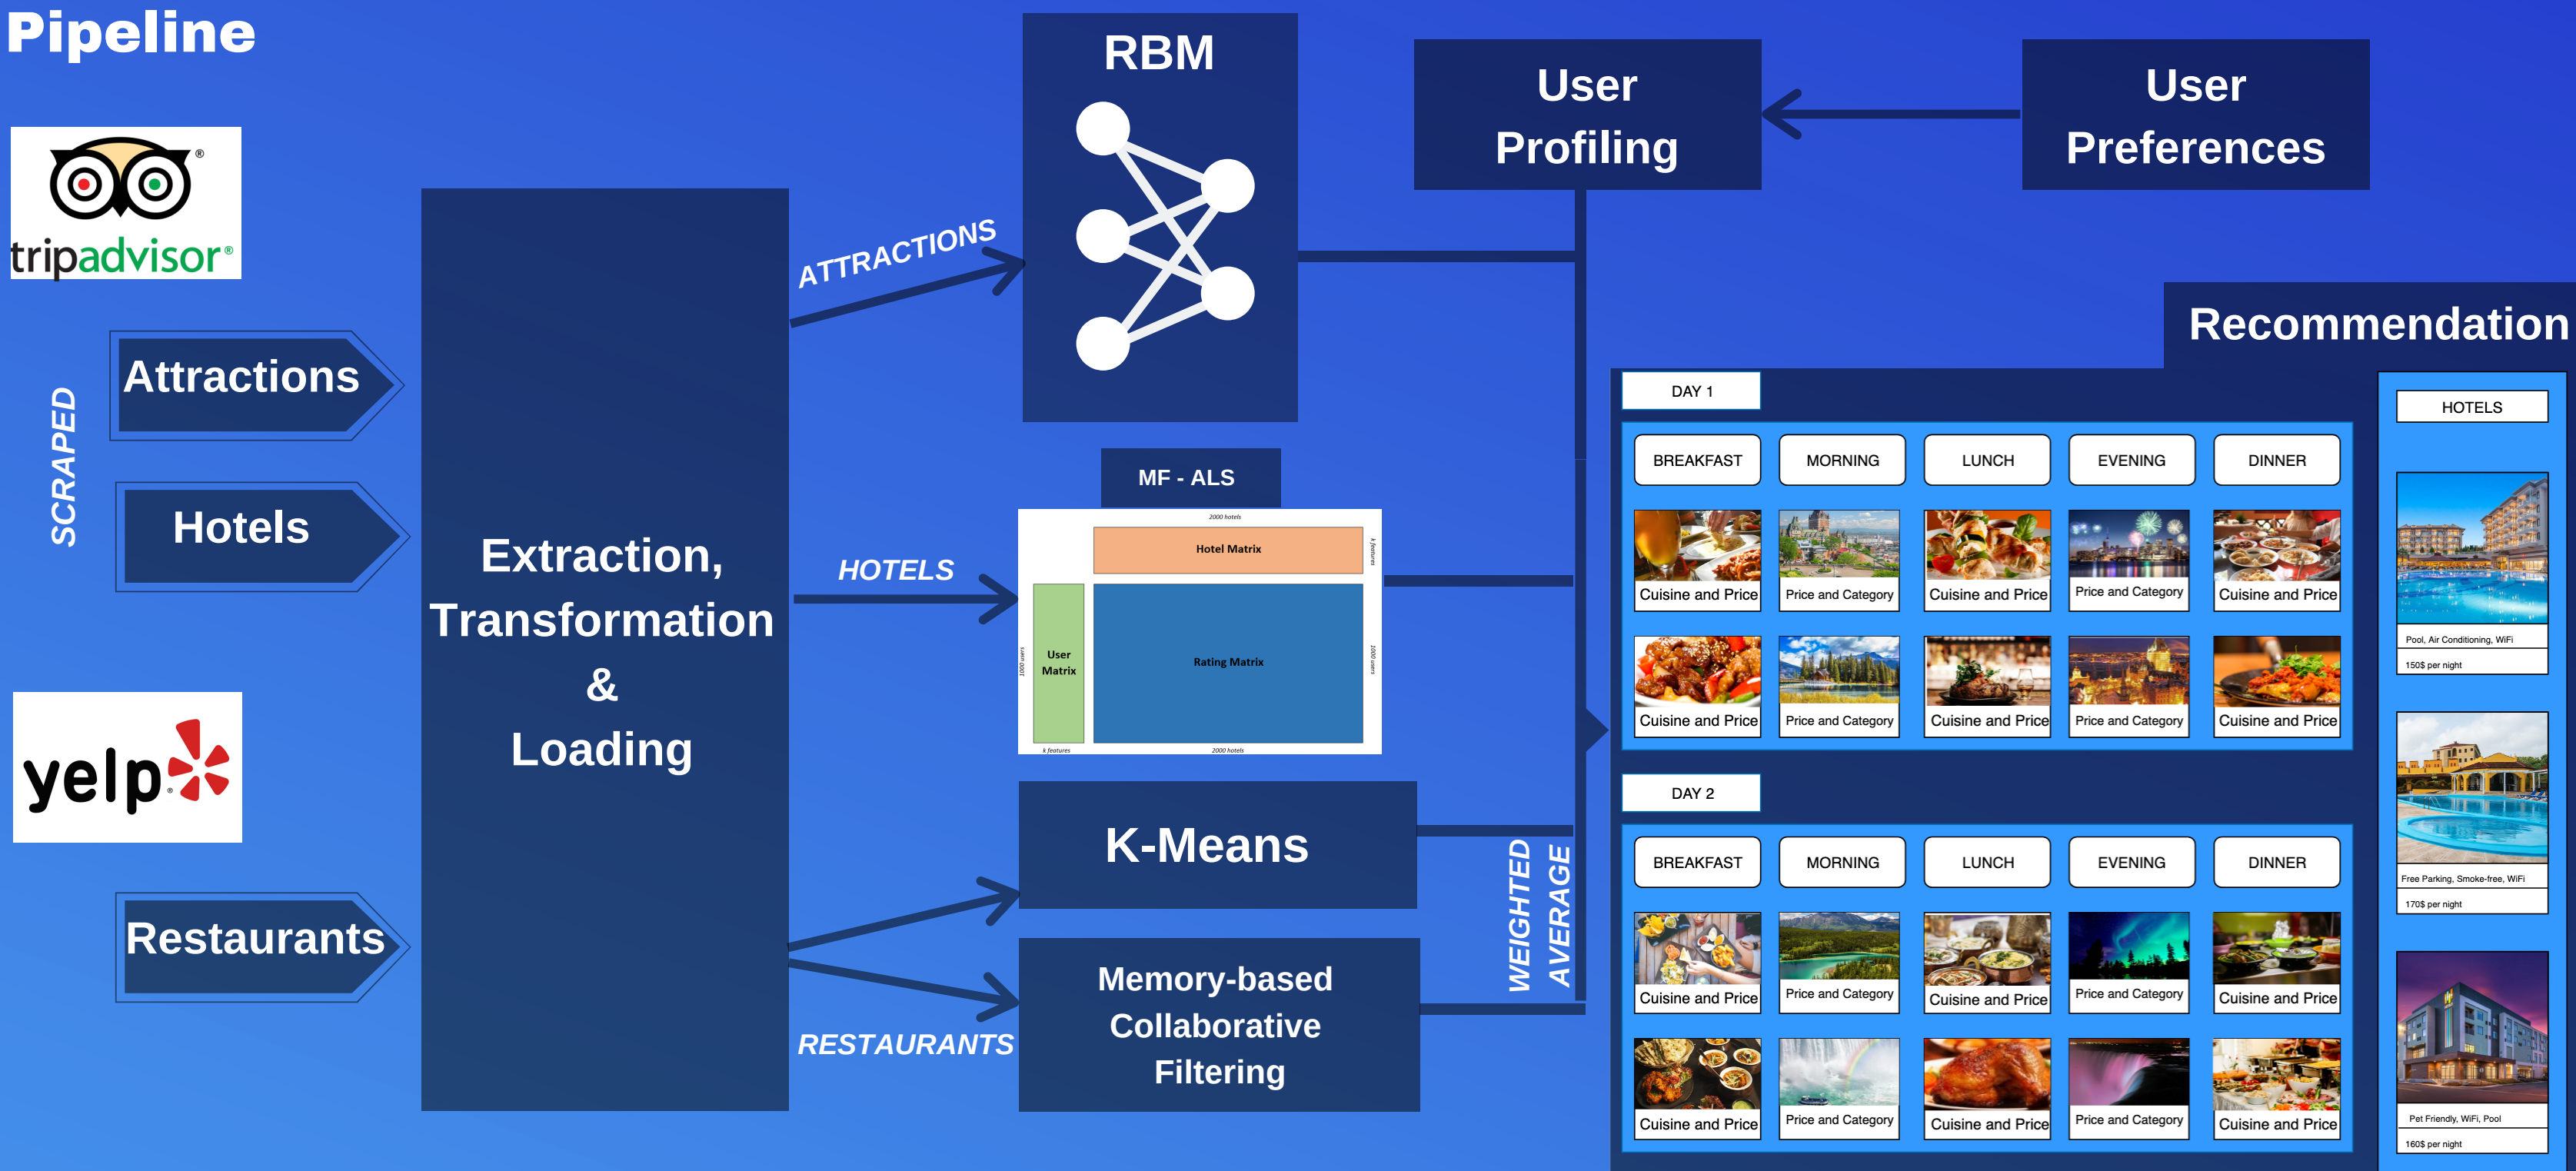 Pipeline
tripadvisor®
SCRAPED
Attractions
Hotels
yelp
Restaurants
Extraction,
Transformation
&
Loading
ATTRACTIONS
HOTELS
RESTAURANTS
RBM
MF - ALS
2000 hotels
Hotel Matrix
k features
User
Matrix
1000 users
Rating Matrix
1000 users
k features
2000 hotels
K-Means
Memory-based
Collaborative
Filtering
WEIGHTED
AVERAGE
User
Profiling
User
Preferences
Recommendation
DAY 1
BREAKFAST
MORNING
LUNCH
EVENING
DINNER
Cuisine and Price
Price and Category
Cuisine and Price
Price and Category
Cuisine and Price
Cuisine and Price
Price and Category
Cuisine and Price
Price and Category
Cuisine and Price
DAY 2
BREAKFAST
MORNING
LUNCH
EVENING
DINNER
Cuisine and Price
Price and Category
Cuisine and Price
Price and Category
Cuisine and Price
Cuisine and Price
Price and Category
Cuisine and Price
Price and Category
Cuisine and Price
HOTELS
Pool, Air Conditioning, WiFi
150$ per night
Free Parking, Smoke-free, WiFi
170$ per night
Pet Friendly, WiFi, Pool
160$ per night